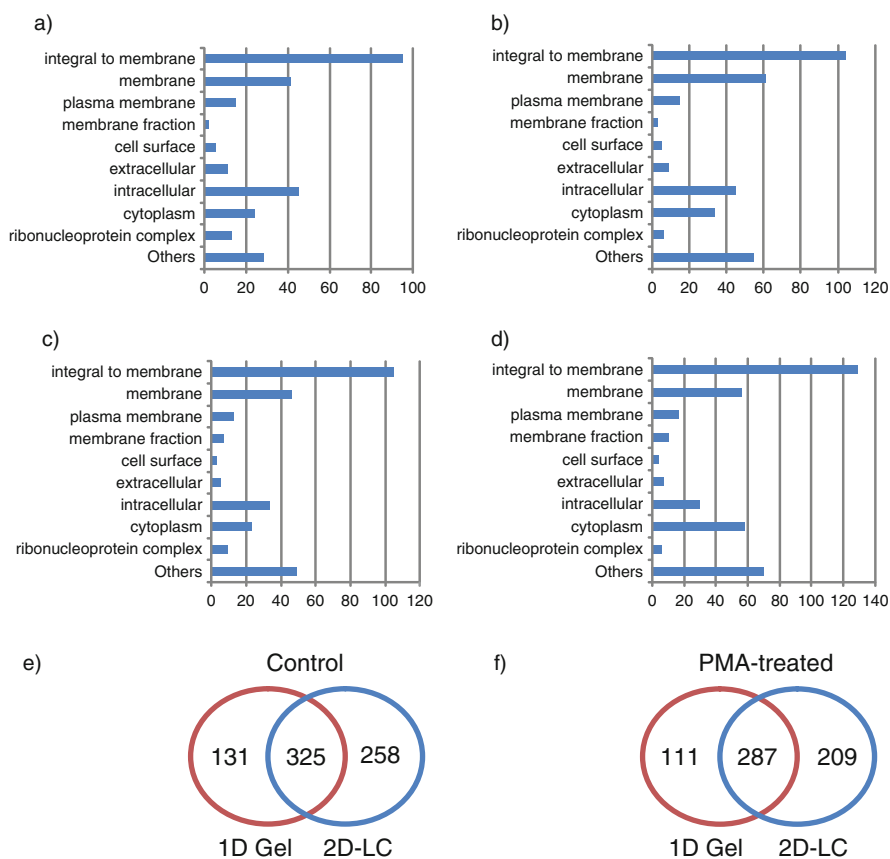 a)
integral to membrane
membrane
plasma membrane
membrane fraction
cell surface
extracellular
intracellular
cytoplasm
ribonucleoprotein complex
Others
0 20 40 60 80 100
b)
integral to membrane
membrane
plasma membrane
membrane fraction
cell surface
extracellular
intracellular
cytoplasm
ribonucleoprotein complex
Others
0 20 40 60 80 100 120
c)
integral to membrane
membrane
plasma membrane
membrane fraction
cell surface
extracellular
intracellular
cytoplasm
ribonucleoprotein complex
Others
0 20 40 60 80 100 120
d)
integral to membrane
membrane
plasma membrane
membrane fraction
cell surface
extracellular
intracellular
cytoplasm
ribonucleoprotein complex
Others
0 20 40 60 80 100 120 140
e)
Control
131 325 258
1D Gel 2D-LC
f)
PMA-treated
111 287 209
1D Gel 2D-LC